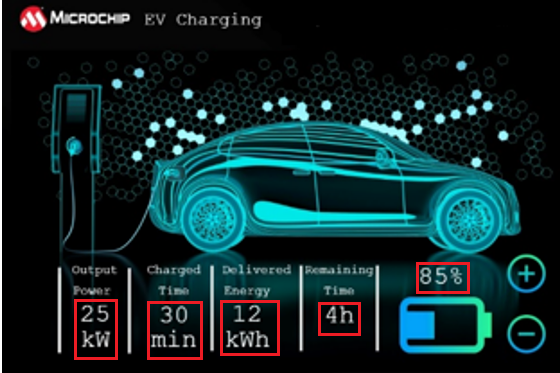 MICROCHIP EV Charging
Output Power
Charged Time
Delivered Energy
Remaining Time
85%
25 kW
30 min
12 kWh
4h
+
−